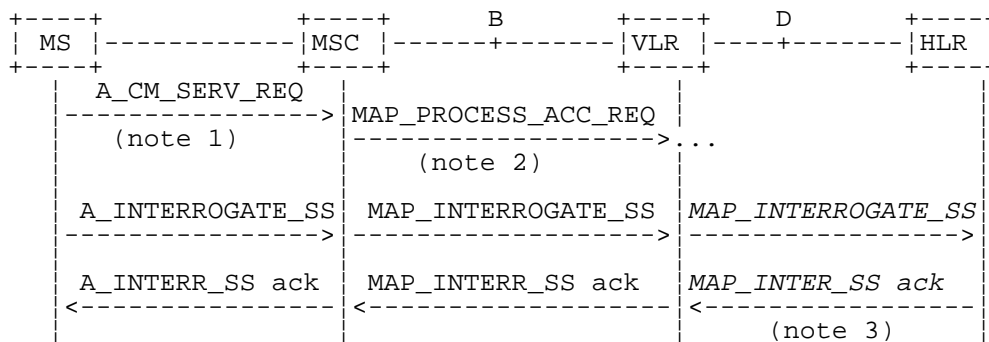 B D
MS MSC VLR HLR
A_CM_SERV_REQ
MAP_PROCESS_ACC_REQ
(note 1) ...
(note 2)
A_INTERROGATE_SS MAP_INTERROGATE_SS MAP_INTERROGATE_SS
A_INTERR_SS ack MAP_INTERR_SS ack MAP_INTER_SS ack
(note 3)